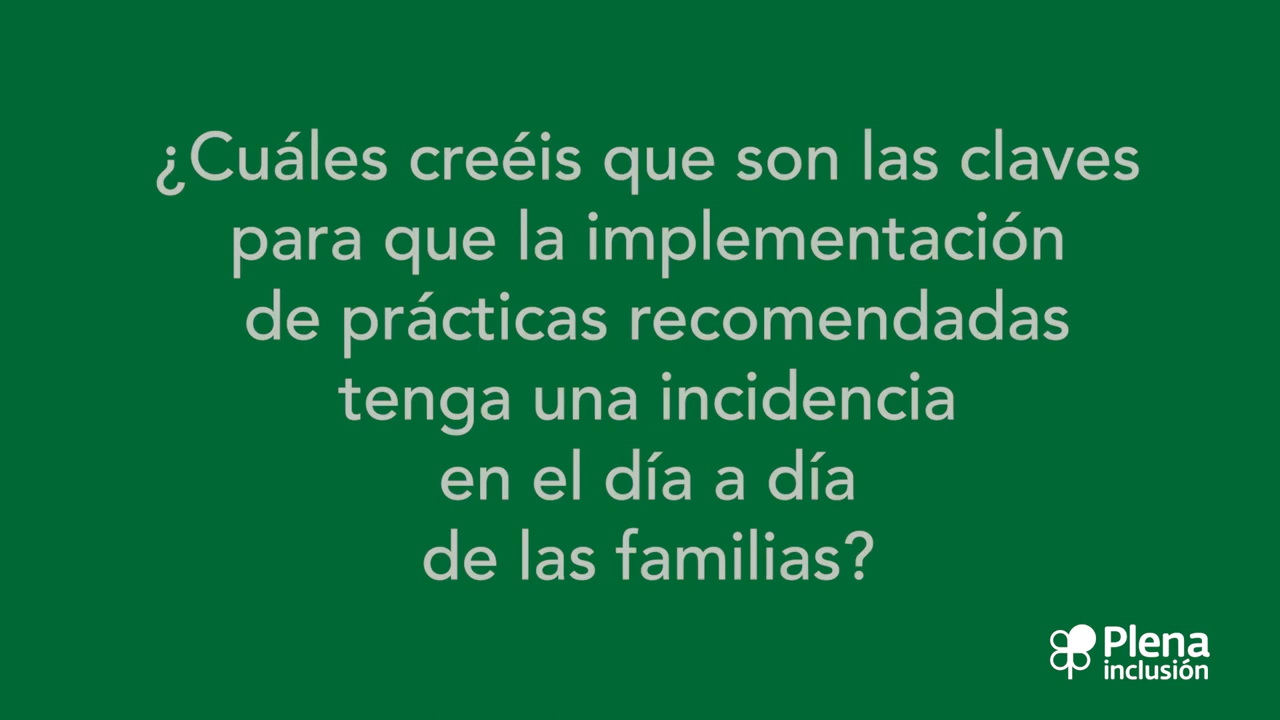 ¿Cuáles creéis que son las claves
para que la implementación
de prácticas recomendadas
tenga una incidencia
en el día a día
de las familias?
Plena
inclusión